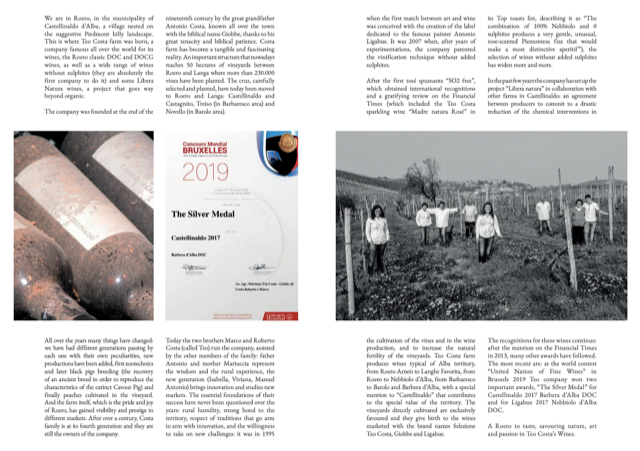 We are in Roero, in the municipality of
Castellinaldo d'Alba, a village nested on
the suggestive Piedmont hilly landscape.
This is where Teo Costa farm was born, a
company famous all over the world for its
wines; the Roero classic DOC and DOCG
wines, as well as a wide range of wines
without sulphites (they are absolutely the
first company to do it) and some Libera
Natura wines, a project that goes way
beyond organic.
The company was founded at the end of the
nineteenth century by the great grandfather
Antonio Costa, known all over the town
with the biblical name Giobbe, thanks to his
great tenacity and biblical patience. Costa
farm has become a tangible and fascinating
reality. An important structure that nowadays
reaches 50 hectares of vineyards between
Roero and Langa where more than 230.000
vines have been planted. The crus, carefully
selected and planted, have today been moved
to Roero and Langa: Castellinaldo and
Castagnito, Treiso (in Barbaresco area) and
Novello (in Barolo area).
when the first match between art and wine
was conceived with the creation of the label
dedicated to the famous painter Antonio
Ligabue. It was 2007 when, after years of
experimentations, the company patented
the vinification technique without added
sulphites.
After the first rosé spumante "SO2 free",
which obtained international recognitions
and a gratifying review on the Financial
Times (which included the Teo Costa
sparkling wine "Madre natura Rosé" in
its Top toasts list, describing it as "The
combination of 100% Nebbiolo and 0
sulphites produces a very gentle, unusual,
rose-scented Piemontese fizz that would
make a most distinctive aperitif"), the
selection of wines without added sulphites
has widen more and more.
In the past few years the company has set up the
project "Libera natura" in collaboration with
other farms in Castellinaldo: an agreement
between producers to commit to a drastic
reduction of the chemical interventions in
CASTELLINALDO
Concours Mondial
BRUXELLES
2019
The Silver Medal
Castellinaldo 2017
Barbera d'Alba DOC
All over the years many things have changed:
we have had different generations passing by
each one with their own peculiarities, new
productions have been added, first zootechnics
and later black pigs breeding (the recovery
of an ancient breed in order to reproduce the
characteristics of the extinct Cavour Pig) and
finally peaches cultivated in the vineyard.
And the farm itself, which is the pride and joy
of Roero, has gained visibility and prestige in
different markets. After over a century, Costa
family is at its fourth generation and they are
still the owners of the company.
Today the two brothers Marco and Roberto
Costa (called Teo) run the company, assisted
by the other members of the family: father
Antonio and mother Martuccia represent
the wisdom and the rural experience, the
new generation (Isabella, Viviana, Manuel
Antonio) brings innovation and studies new
markets. The essential foundations of their
success have never been questioned over the
years: rural humility, strong bond to the
territory, respect of traditions that go arm
in arm with innovation, and the willingness
to take on new challenges: it was in 1995
the cultivation of the vines and in the wine
production, and to increase the natural
fertility of the vineyards. Teo Costa farm
produces wines typical of Alba territory,
from Roero Arneis to Langhe Favorita, from
Roero to Nebbiolo d'Alba, from Barbaresco
to Barolo and Barbera d'Alba, with a special
mention to "Castellinaldo" that contributes
to the special value of the territory. The
vineyards directly cultivated are exclusively
favoured and they give birth to the wines
marketed with the brand names Selezione
Teo Costa, Giobbe and Ligabue.
The recognitions for these wines continue:
after the mention on the Financial Times
in 2013, many other awards have followed.
The most recent are: at the world contest
"United Nation of Fine Wines" in
Brussels 2019 Teo company won two
important awards, "The Silver Medal" for
Castellinaldo 2017 Barbera d'Alba DOC
and for Ligabue 2017 Nebbiolo d'Alba
DOC.
A Roero to taste, savouring nature, art
and passion in Teo Costa's Wines.